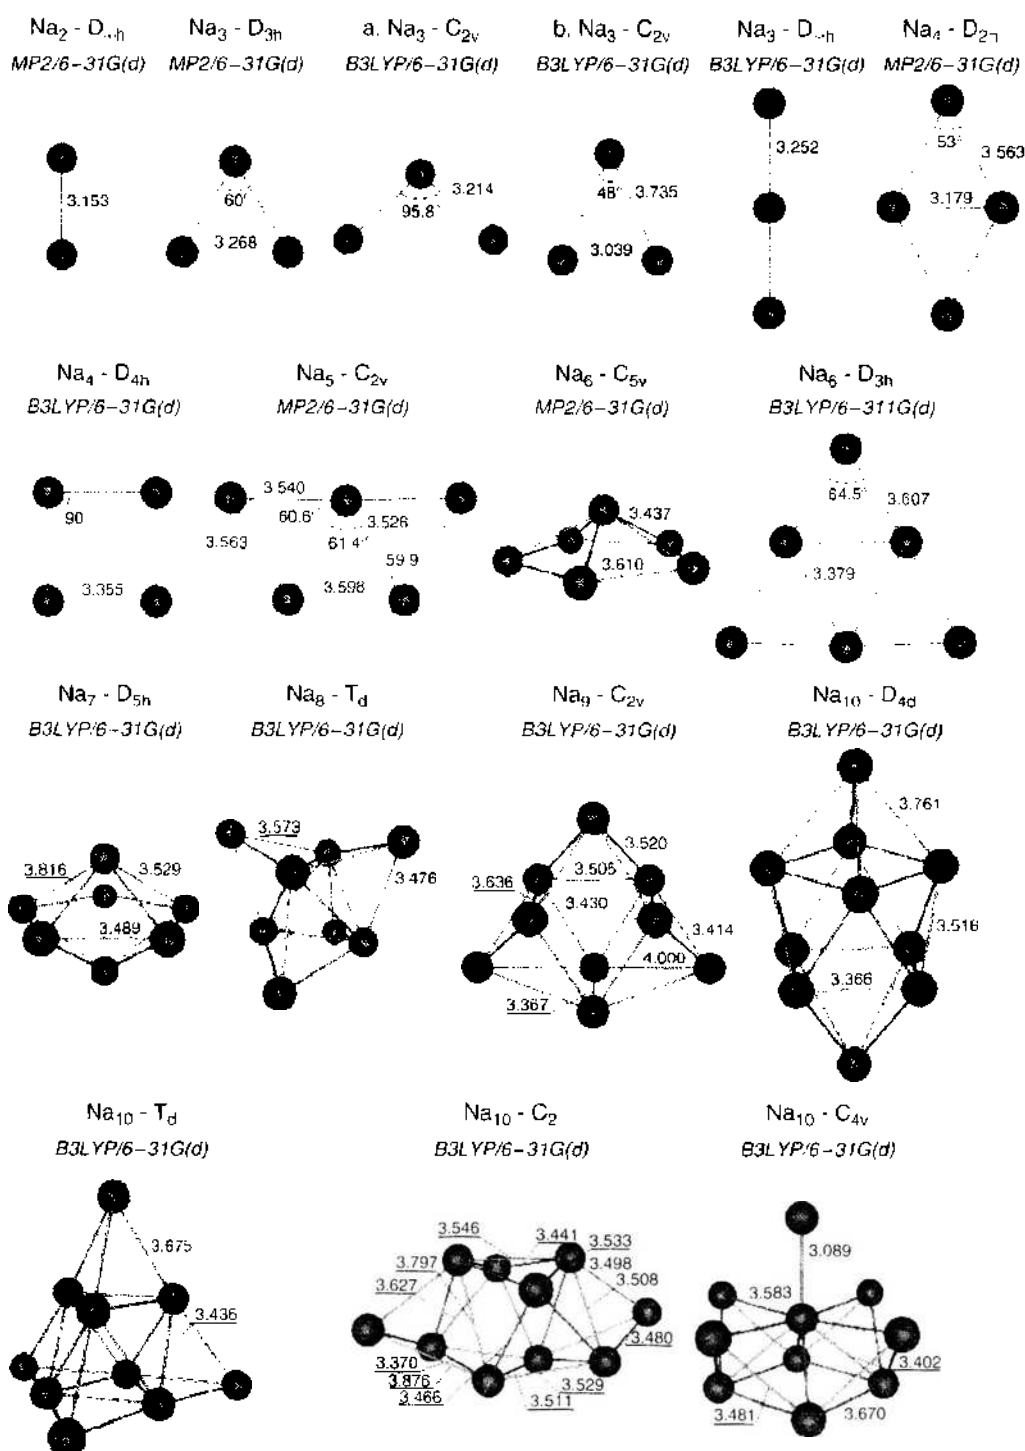 Na2 - D∞h
Na3 - D3h
a. Na3 - C2v
b. Na3 - C2v
Na3 - D∞h
Na4 - D2h
MP2/6-31G(d)
MP2/6-31G(d)
B3LYP/6-31G(d)
B3LYP/6-31G(d)
B3LYP/6-31G(d)
MP2/6-31G(d)
3.153
60°
3.268
3.214
95.8
48°
3.735
3.039
3.252
53°
3.563
3.179
Na4 - D4h
Na5 - C2v
Na6 - C5v
Na6 - D3h
B3LYP/6-31G(d)
MP2/6-31G(d)
MP2/6-31G(d)
B3LYP/6-311G(d)
90
3.355
3.540
60.6°
3.526
3.563
61.4°
59.9
3.598
3.437
3.610
64.5°
3.607
3.379
Na7 - D5h
Na8 - Td
Na9 - C2v
Na10 - D4d
B3LYP/6-31G(d)
B3LYP/6-31G(d)
B3LYP/6-31G(d)
B3LYP/6-31G(d)
3.816
3.529
3.489
3.573
3.476
3.520
3.505
3.636
3.430
3.414
4.000
3.367
3.761
3.516
3.366
Na10 - Td
Na10 - C2
Na10 - C4v
B3LYP/6-31G(d)
B3LYP/6-31G(d)
B3LYP/6-31G(d)
3.675
3.436
3.546
3.441
3.533
3.797
3.498
3.627
3.508
3.480
3.370
3.876
3.529
3.466
3.511
3.089
3.583
3.402
3.481
3.670